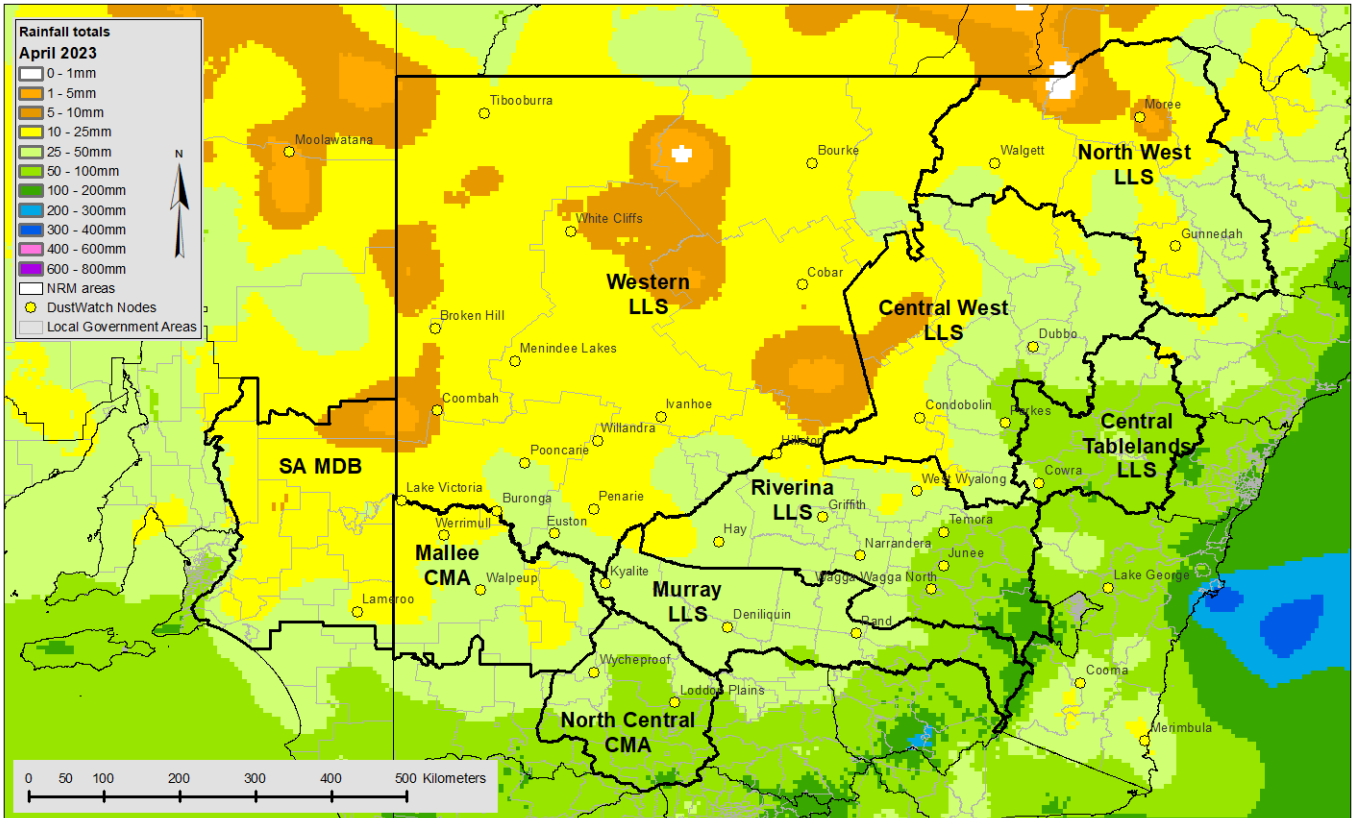 Rainfall totals
April 2023
0 - 1mm
1 - 5mm
5 - 10mm
10 - 25mm
25 - 50mm
50 - 100mm
100 - 200mm
200 - 300mm
300 - 400mm
400 - 600mm
600 - 800mm
NRM areas
DustWatch Nodes
Local Government Areas
N
Tibooburra
Moolawatana
Moree
Bourke
Walgett
North West
LLS
White Cliffs
Gunnedah
Western
LLS
Cobar
Central West
LLS
Broken Hill
Dubbo
Menindee Lakes
Coombah
Ivanhoe
Condobolin
Parkes
Central
Tablelands
LLS
Willandra
Hillston
Pooncarie
SA MDB
Cowra
Lake Victoria
Buronga
Penarie
Riverina
LLS
West Wyalong
Griffith
Werrimull
Euston
Hay
Temora
Narrandera
Junee
Mallee
CMA
Walpeup
Kyalite
Wagga Wagga North
Lake George
Murray
LLS
Lameroo
Deniliquin
Rand
Wycheproof
Cooma
Loddon Plains
North Central
CMA
Merimbula
0 50 100 200 300 400 500 Kilometers